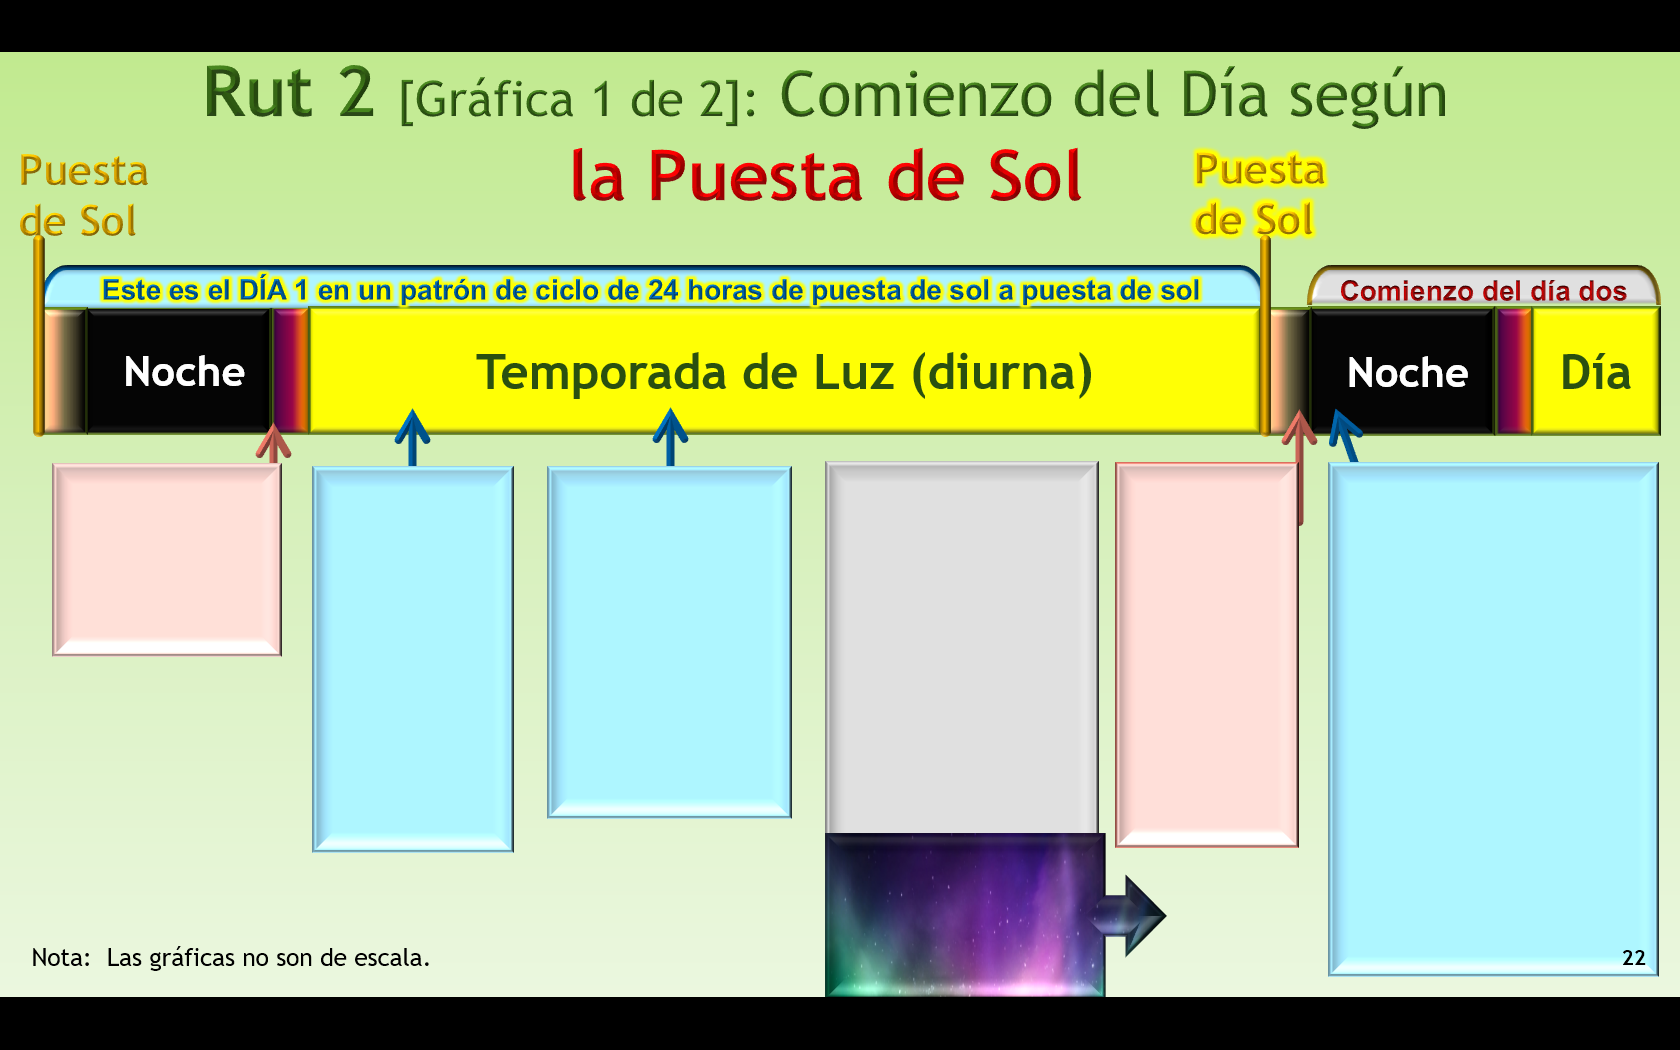 Rut 2 [Gráfica 1 de 2]: Comienzo del Día según
la Puesta de Sol
Puesta
de Sol
Puesta
de Sol
Este es el DÍA 1 en un patrón de ciclo de 24 horas de puesta de sol a puesta de sol
Comienzo del día dos
Noche
Temporada de Luz (diurna)
Noche
Día
Nota: Las gráficas no son de escala.
22